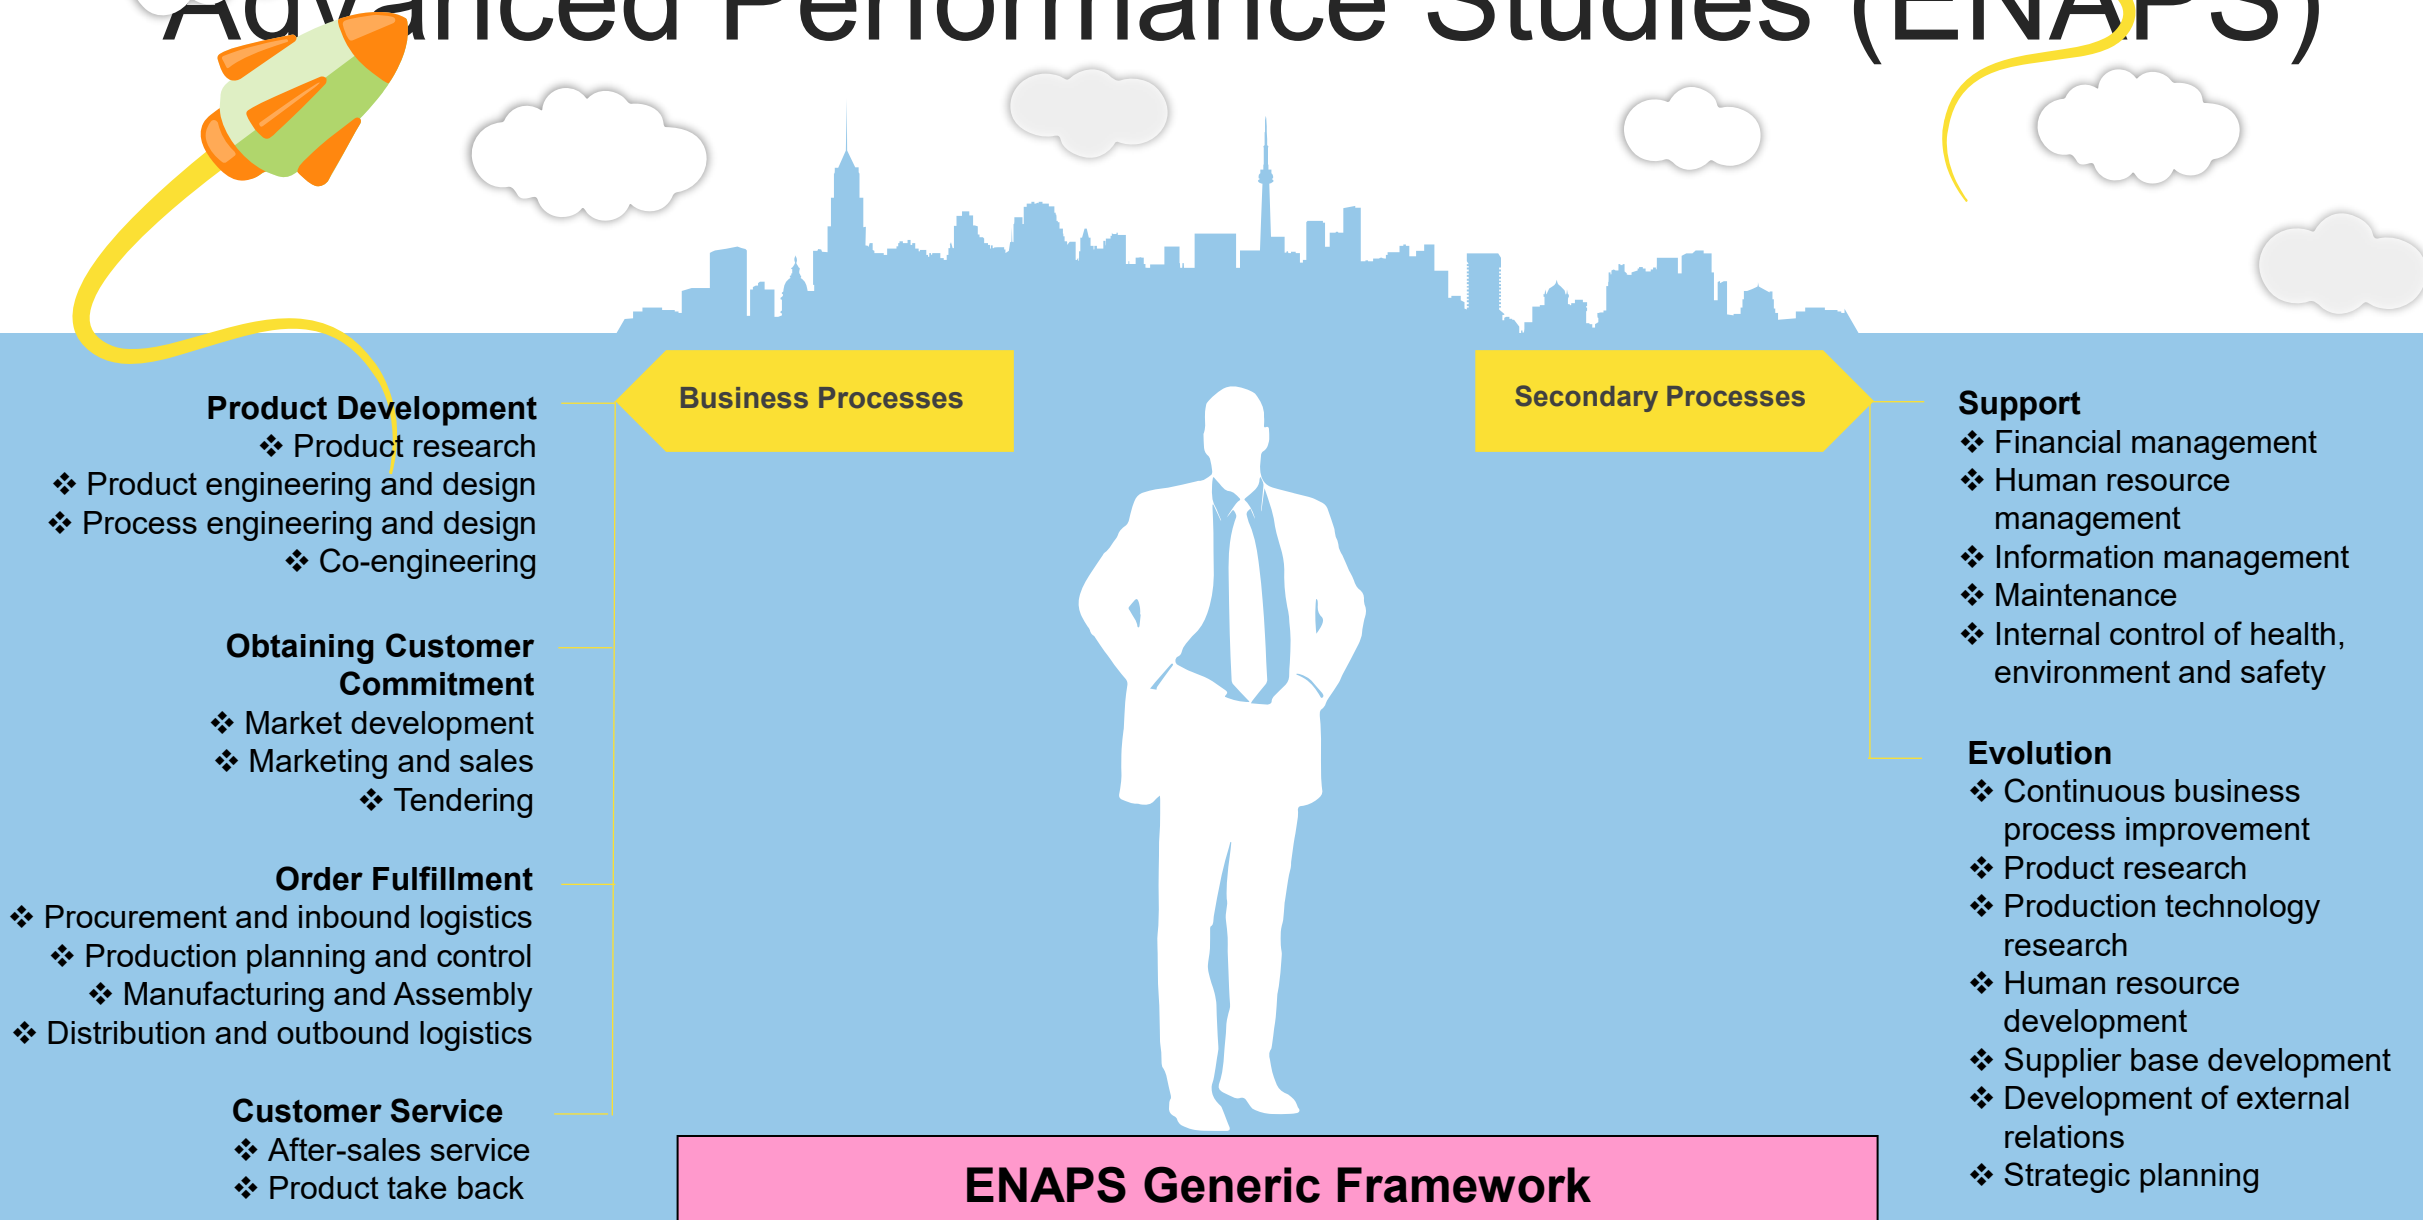 Advanced Performance Studies (ENAPS)
Business Processes
Product Development
❖ Product research
❖ Product engineering and design
❖ Process engineering and design
❖ Co-engineering
Obtaining Customer
Commitment
❖ Market development
❖ Marketing and sales
❖ Tendering
Order Fulfillment
❖ Procurement and inbound logistics
❖ Production planning and control
❖ Manufacturing and Assembly
❖ Distribution and outbound logistics
Customer Service
❖ After-sales service
❖ Product take back
Secondary Processes
Support
❖ Financial management
❖ Human resource
management
❖ Information management
❖ Maintenance
❖ Internal control of health,
environment and safety
Evolution
❖ Continuous business
process improvement
❖ Product research
❖ Production technology
research
❖ Human resource
development
❖ Supplier base development
❖ Development of external
relations
❖ Strategic planning
ENAPS Generic Framework